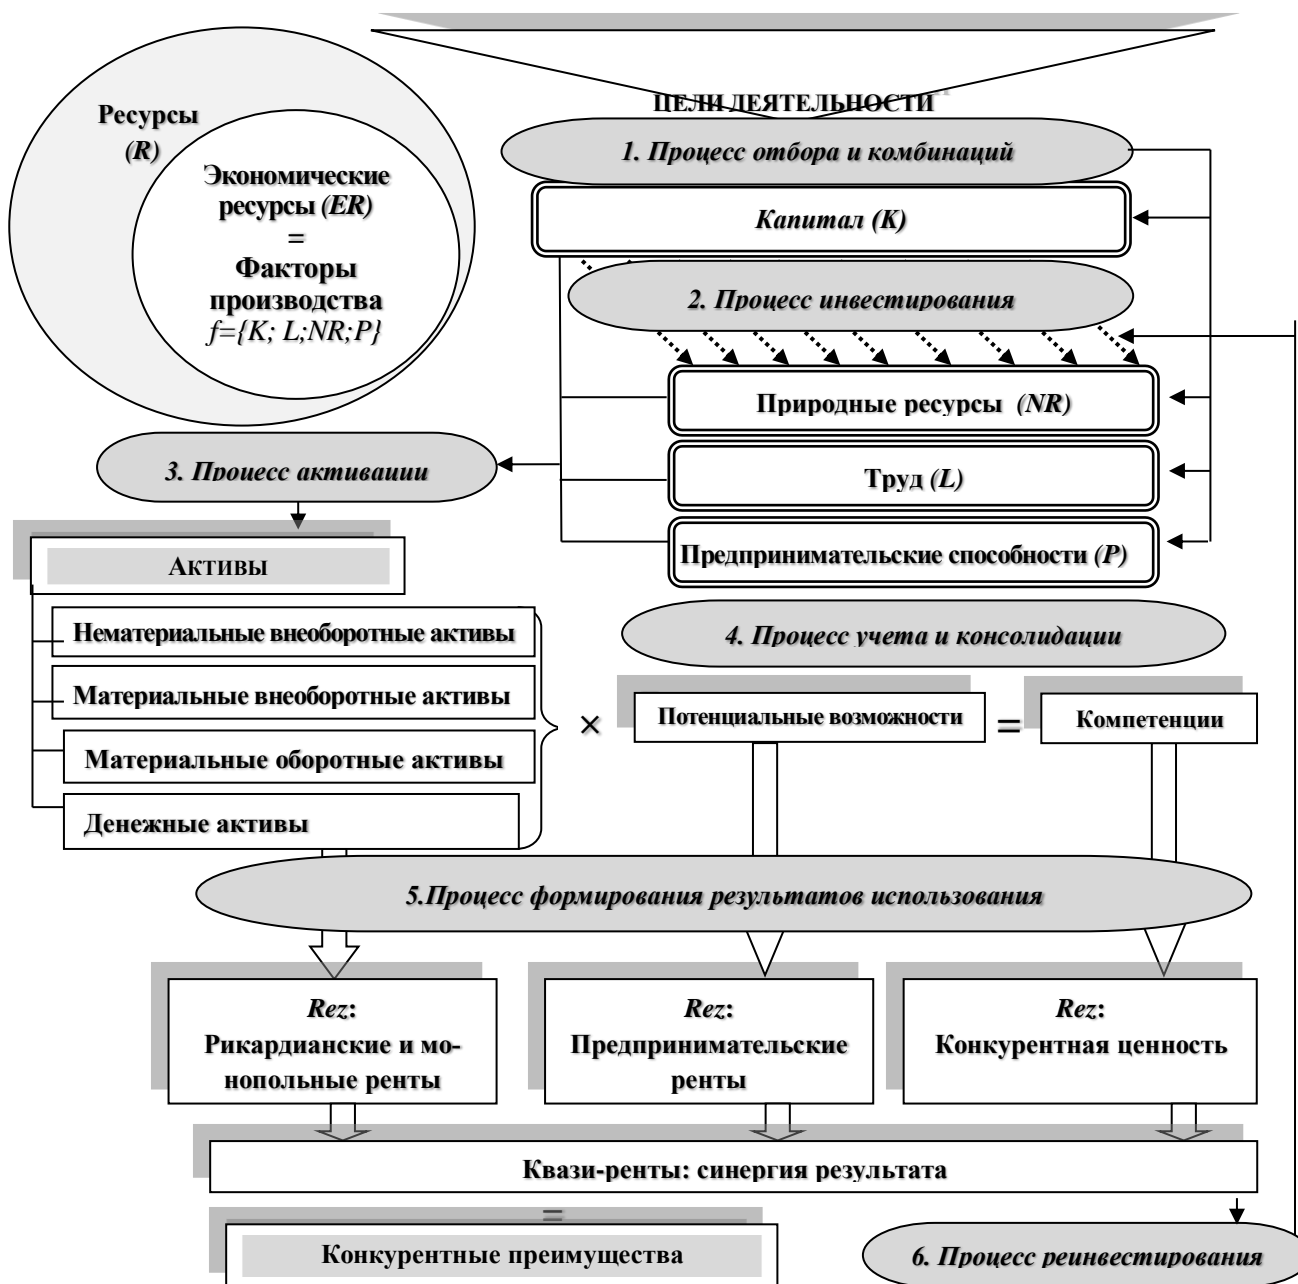 ЦЕЛИ ДЕЯТЕЛЬНОСТИ
Ресурсы
(R)
Экономические
ресурсы (ER)
=
Факторы
производства
f={K; L;NR;P}
1. Процесс отбора и комбинаций
Капитал (K)
2. Процесс инвестирования
Природные ресурсы (NR)
Труд (L)
Предпринимательские способности (P)
3. Процесс активации
АКТИВЫ
Нематериальные внеоборотные активы
Материальные внеоборотные активы
Материальные оборотные активы
Денежные активы
4. Процесс учета и консолидации
×
Потенциальные возможности
=
Компетенции
5.Процесс формирования результатов использования
Rez:
Рикардианские и мо-
нопольные ренты
Rez:
Предпринимательские
ренты
Rez:
Конкурентная ценность
Квази-ренты: синергия результата
=
Конкурентные преимущества
6. Процесс реинвестирования